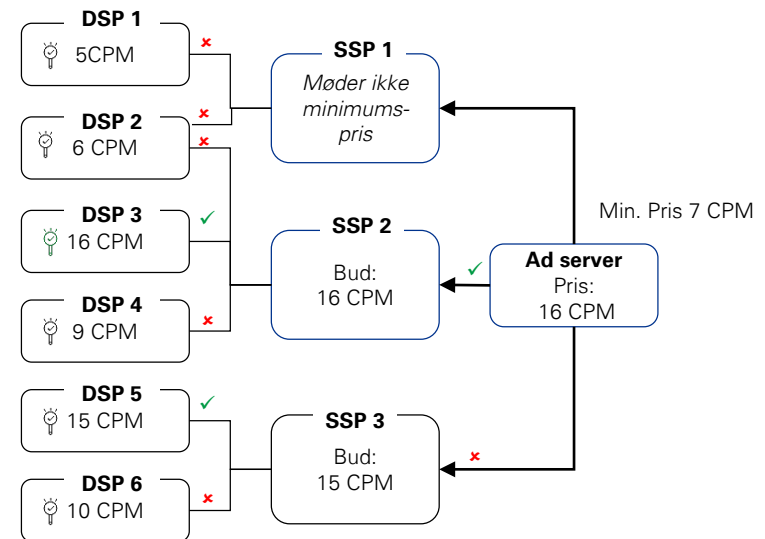 DSP 1
5CPM
DSP 2
6 CPM
DSP 3
16 CPM
DSP 4
9 CPM
DSP 5
15 CPM
DSP 6
10 CPM
SSP 1
Møder ikke
minimums-
pris
SSP 2
Bud:
16 CPM
SSP 3
Bud:
15 CPM
Min. Pris 7 CPM
Ad server
Pris:
16 CPM